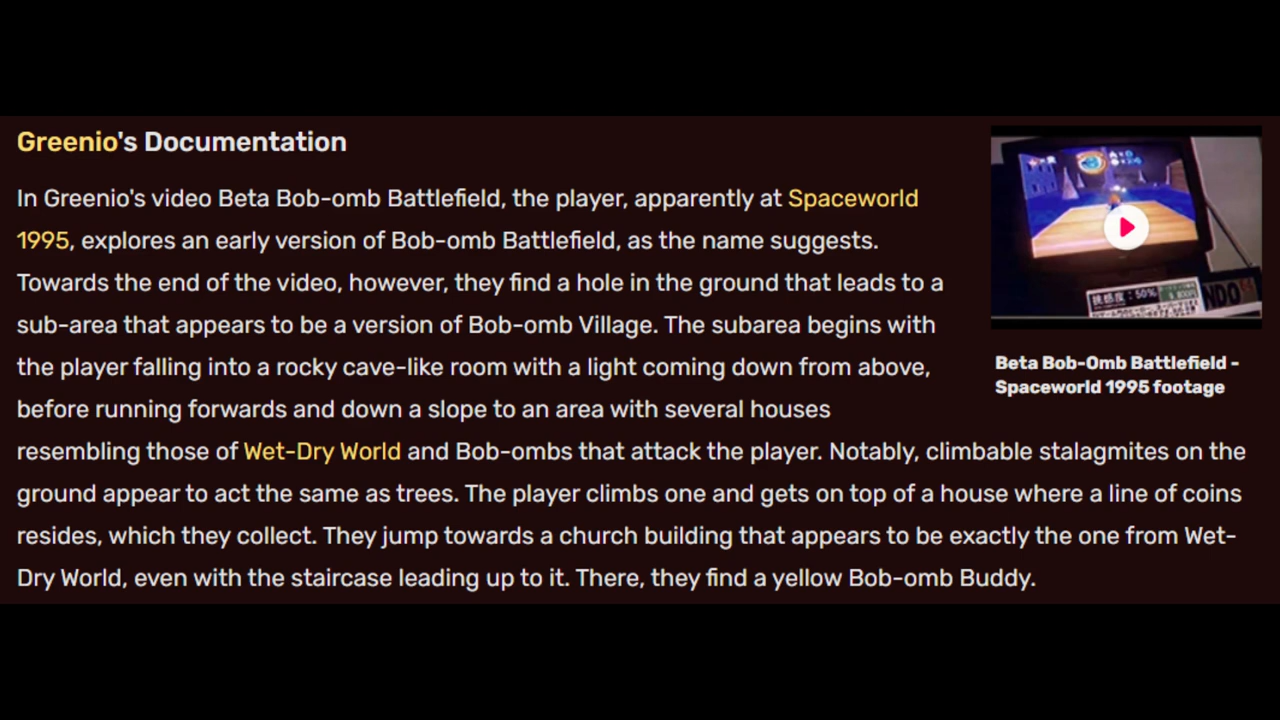 Greenio's Documentation
In Greenio's video Beta Bob-omb Battlefield, the player, apparently at Spaceworld
1995, explores an early version of Bob-omb Battlefield, as the name suggests.
Towards the end of the video, however, they find a hole in the ground that leads to a
sub-area that appears to be a version of Bob-omb Village. The subarea begins with
the player falling into a rocky cave-like room with a light coming down from above,
before running forwards and down a slope to an area with several houses
resembling those of Wet-Dry World and Bob-ombs that attack the player. Notably, climbable stalagmites on the
ground appear to act the same as trees. The player climbs one and gets on top of a house where a line of coins
resides, which they collect. They jump towards a church building that appears to be exactly the one from Wet-
Dry World, even with the staircase leading up to it. There, they find a yellow Bob-omb Buddy.
Beta Bob-Omb Battlefield -
Spaceworld 1995 footage